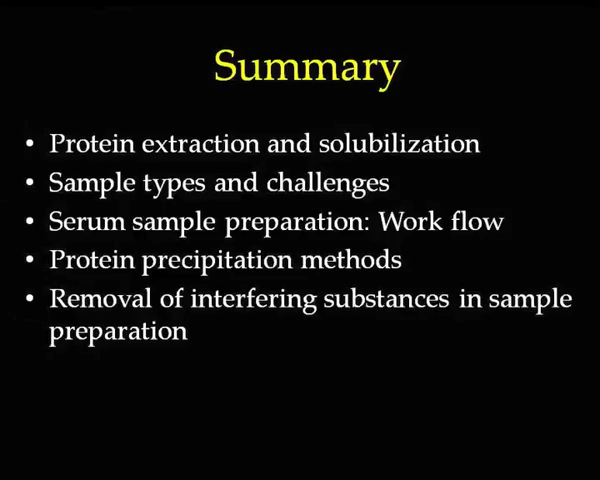 Summary
• Protein extraction and solubilization
• Sample types and challenges
• Serum sample preparation: Work flow
• Protein precipitation methods
• Removal of interfering substances in sample
preparation